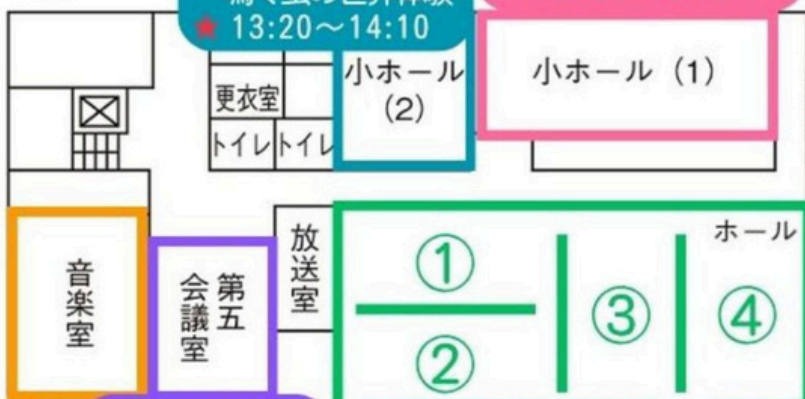 ★ 13:20～14:10
小ホール
(2)
小ホール (1)
更衣室
トイレ
トイレ
音楽室
第五
会議室
放送室
ホール
①
②
③
④